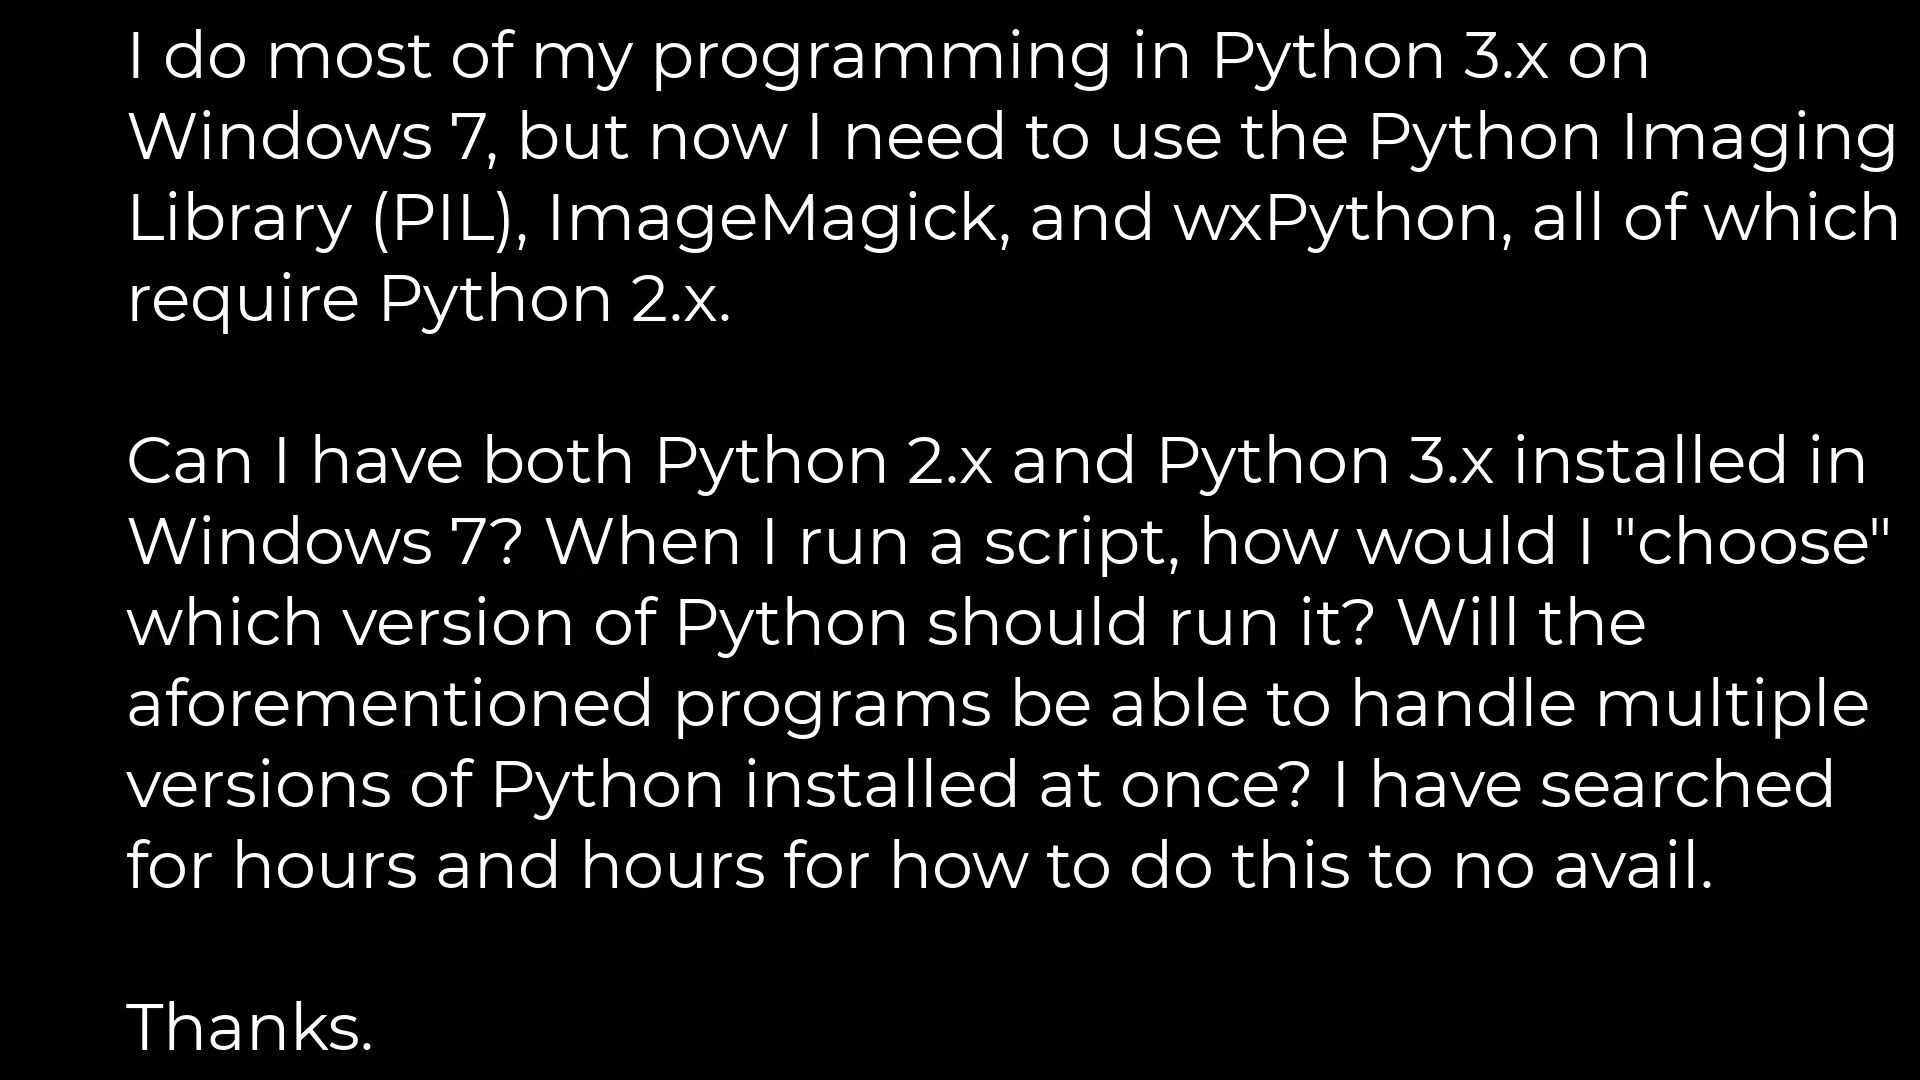 I do most of my programming in Python 3.x on
Windows 7, but now I need to use the Python Imaging
Library (PIL), ImageMagick, and wxPython, all of which
require Python 2.x.
Can I have both Python 2.x and Python 3.x installed in
Windows 7? When I run a script, how would I "choose"
which version of Python should run it? Will the
aforementioned programs be able to handle multiple
versions of Python installed at once? I have searched
for hours and hours for how to do this to no avail.
Thanks.